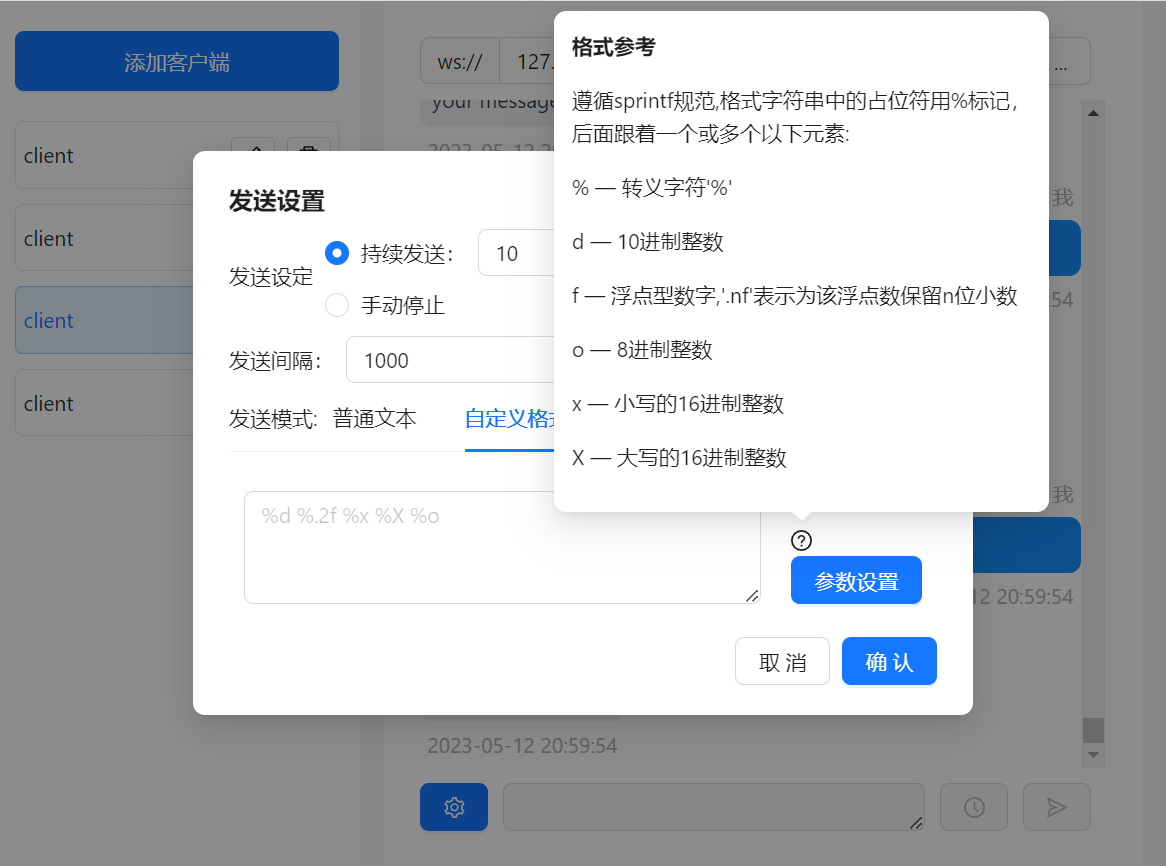 添加客户端
client
client
client
client
ws://
127.
...
your message
我
54
我
12 20:59:54
2023-05-12 20:59:54
发送设置
发送设定
持续发送：
10
手动停止
发送间隔：
1000
发送模式:
普通文本
自定义格
%d %.2f %x %X %o
参数设置
取 消
确 认
格式参考
遵循sprintf规范,格式字符串中的占位符用%标记，
后面跟着一个或多个以下元素:
% — 转义字符'%'
d — 10进制整数
f — 浮点型数字,'.nf'表示为该浮点数保留n位小数
o — 8进制整数
x — 小写的16进制整数
X — 大写的16进制整数